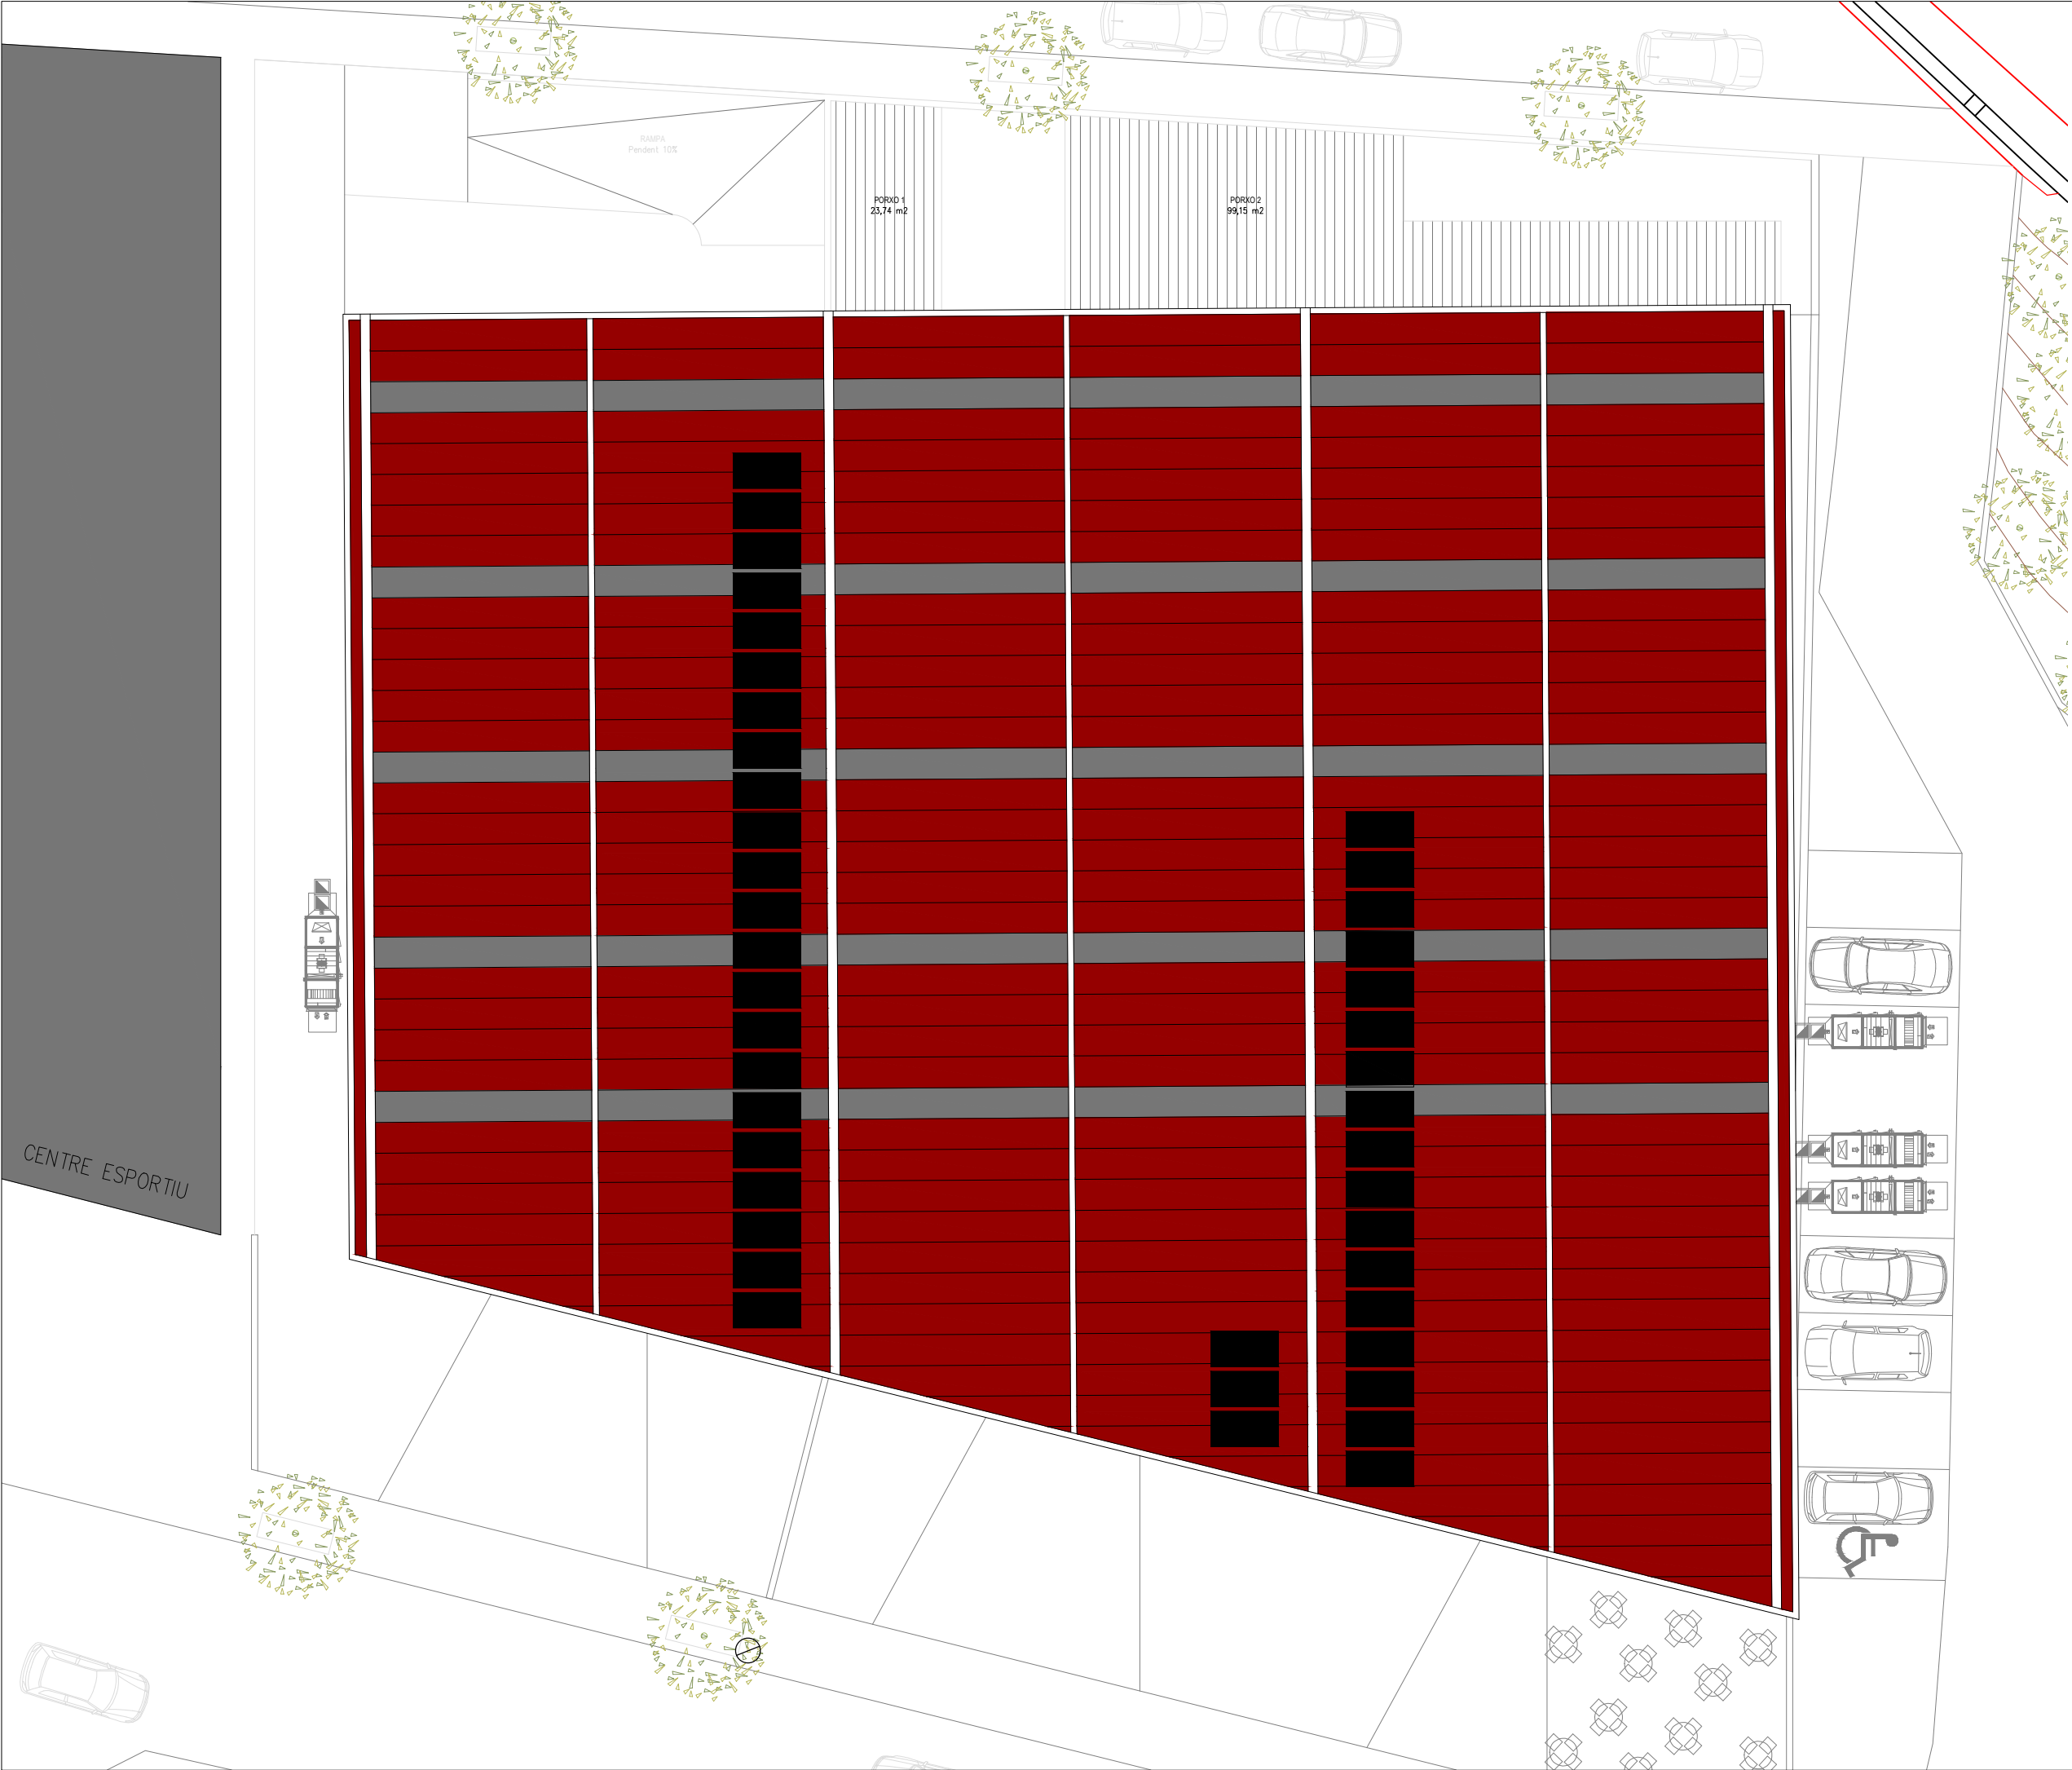 RAMPA
Pendent 10%
PORXO 1
23,74 m2
PORXO 2
99,15 m2
CENTRE ESPORTIU